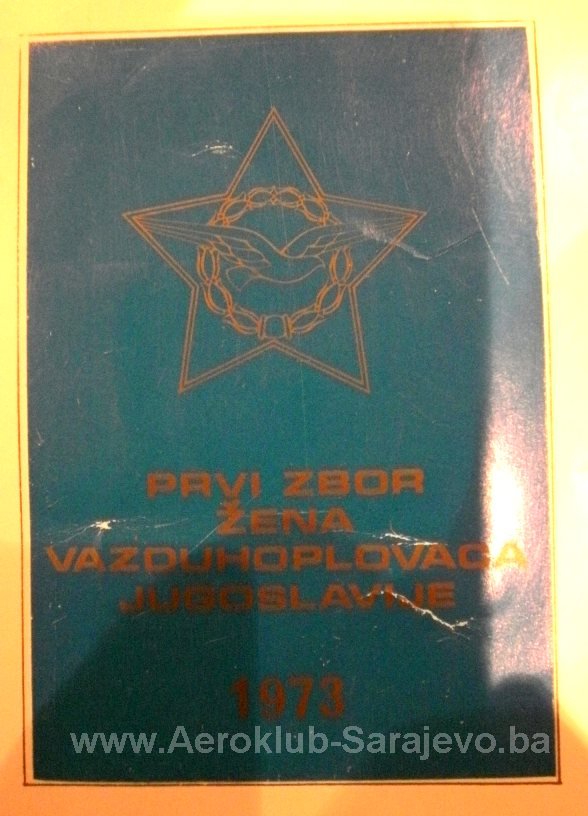 PRVI ZBOR
ŽENA
VAZDUHOPLOVACA
JUGOSLAVIJE
1973
www.Aeroklub-Sarajevo.ba